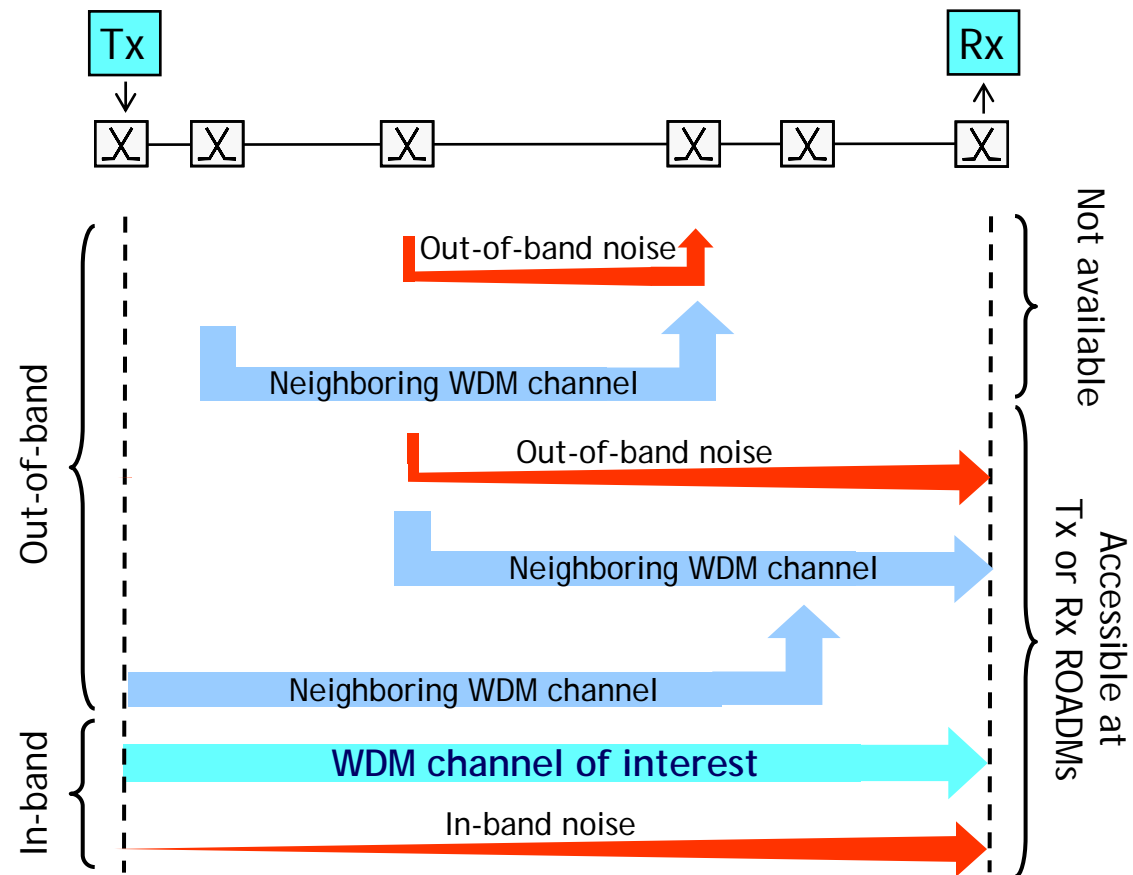 Tx
Rx
Out-of-band noise
Neighboring WDM channel
Out-of-band noise
Neighboring WDM channel
Neighboring WDM channel
WDM channel of interest
In-band noise
Out-of-band
In-band
Not available
Accessible at
Tx or Rx ROADMs